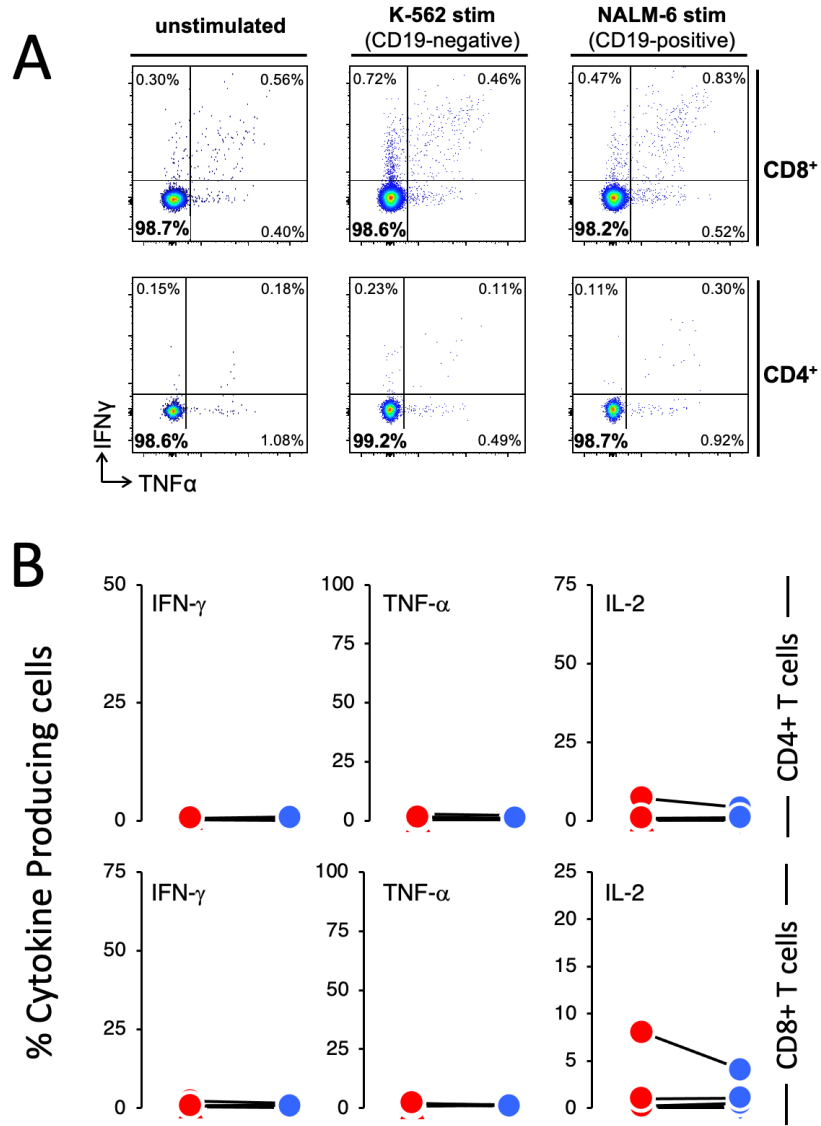 A
unstimulated
K-562 stim
(CD19-negative)
NALM-6 stim
(CD19-positive)
0.30% 0.56%
98.7% 0.40%
0.72% 0.46%
98.6%
0.47% 0.83%
98.2% 0.52%
CD8+
0.15% 0.18%
98.6% 1.08%
0.23% 0.11%
99.2% 0.49%
0.11% 0.30%
98.7% 0.92%
CD4+
IFNγ
TNFα
B
% Cytokine Producing cells
IFN-γ
50
25
0
TNF-α
100
75
50
25
0
IL-2
75
50
25
0
CD4+ T cells
IFN-γ
75
50
25
0
TNF-α
100
75
50
25
0
IL-2
25
20
15
10
5
0
CD8+ T cells